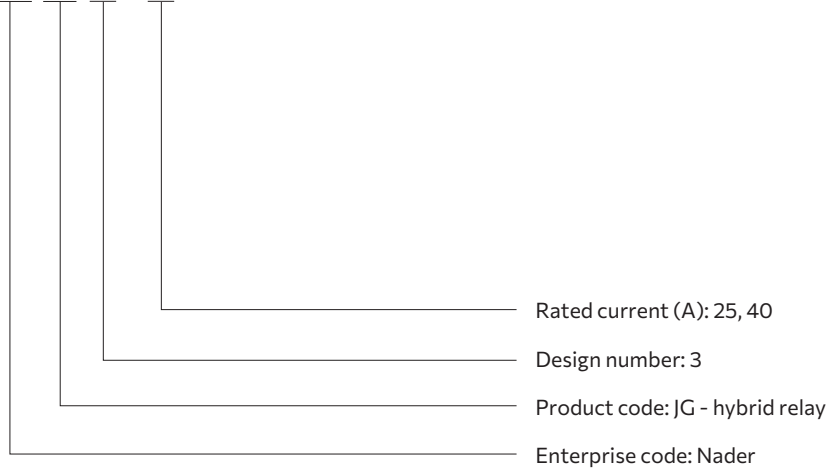 Rated current (A): 25, 40
Design number: 3
Product code: JG - hybrid relay
Enterprise code: Nader